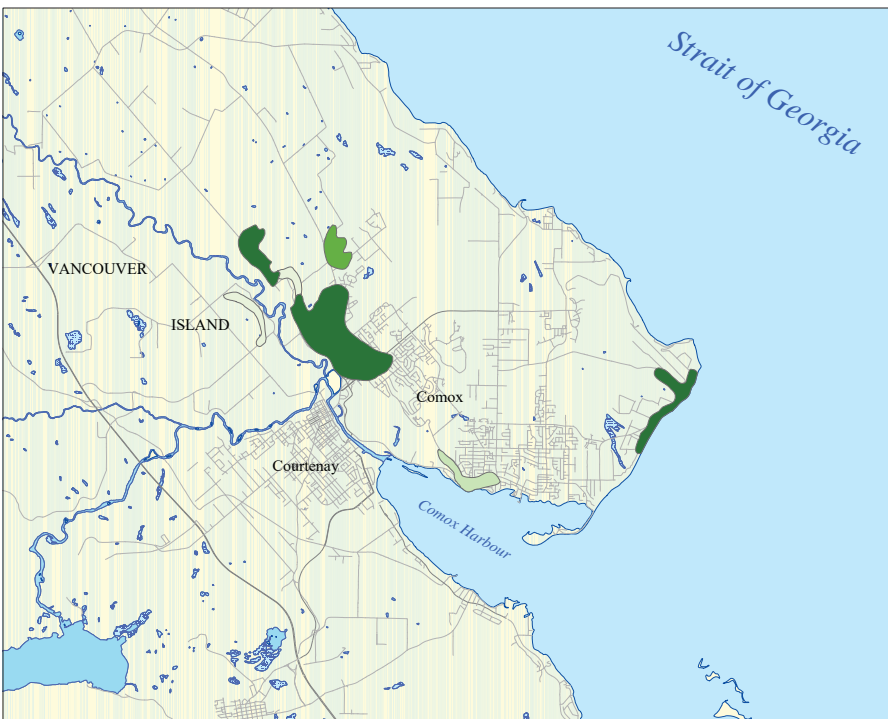 Strait of Georgia
VANCOUVER
ISLAND
Comox
Courtenay
Comox Harbour